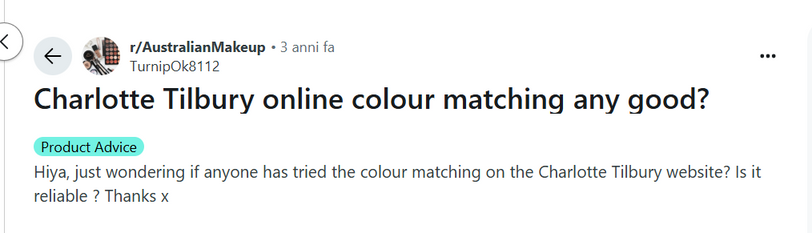 r/AustralianMakeup • 3 anni fa
TurnipOk8112
Charlotte Tilbury online colour matching any good?
Product Advice
Hiya, just wondering if anyone has tried the colour matching on the Charlotte Tilbury website? Is it
reliable ? Thanks x